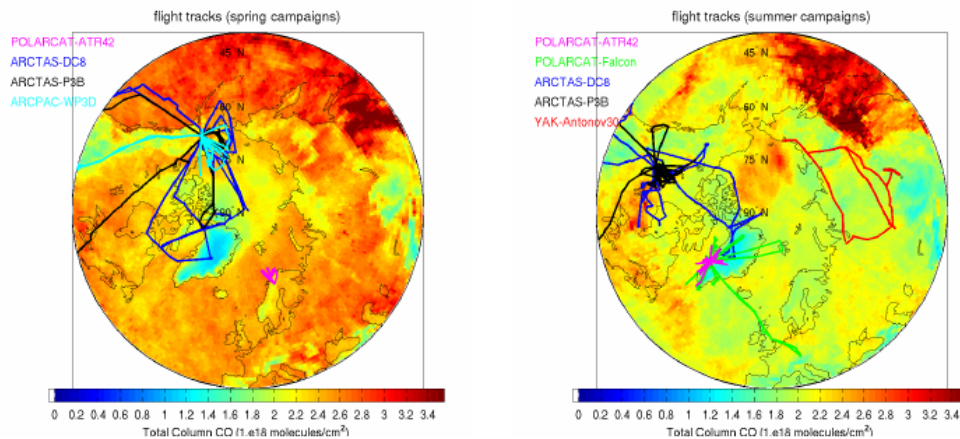 flight tracks (spring campaigns)
POLARCAT-ATR42
ARCTAS-DC8
ARCTAS-P3B
ARCPAC-WP3D
45 N
60 N
75 N
90 N
0 0.2 0.4 0.6 0.8 1 1.2 1.4 1.6 1.8 2 2.2 2.4 2.6 2.8 3 3.2 3.4
Total Column CO (1.e18 molecules/cm²)
flight tracks (summer campaigns)
POLARCAT-ATR42
POLARCAT-Falcon
ARCTAS-DC8
ARCTAS-P3B
YAK-Antonov30
45 N
60 N
75 N
90 N
0 0.2 0.4 0.6 0.8 1 1.2 1.4 1.6 1.8 2 2.2 2.4 2.6 2.8 3 3.2 3.4
Total Column CO (1.e18 molecules/cm²)